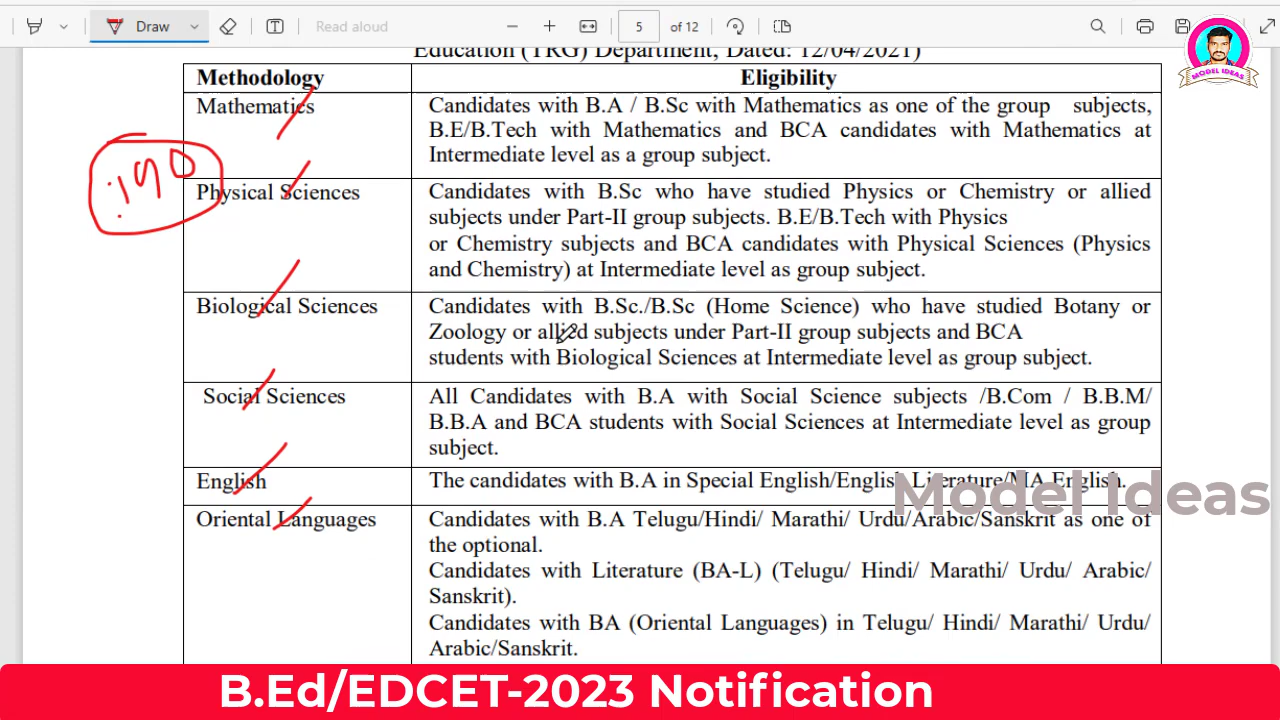 Draw
Read aloud
5 of 12
MODEL IDEAS
Education (TRG) Department, Dated: 12/04/2021)
Methodology Eligibility
Mathematics
Candidates with B.A / B.Sc with Mathematics as one of the group subjects,
B.E/B.Tech with Mathematics and BCA candidates with Mathematics at
Intermediate level as a group subject.
Physical Sciences
Candidates with B.Sc who have studied Physics or Chemistry or allied
subjects under Part-II group subjects. B.E/B.Tech with Physics
or Chemistry subjects and BCA candidates with Physical Sciences (Physics
and Chemistry) at Intermediate level as group subject.
Biological Sciences
Candidates with B.Sc./B.Sc (Home Science) who have studied Botany or
Zoology or allied subjects under Part-II group subjects and BCA
students with Biological Sciences at Intermediate level as group subject.
Social Sciences
All Candidates with B.A with Social Science subjects /B.Com / B.B.M/
B.B.A and BCA students with Social Sciences at Intermediate level as group
subject.
English
The candidates with B.A in Special English/English Literature/MA English.
Model Ideas
Oriental Languages
Candidates with B.A Telugu/Hindi/ Marathi/ Urdu/Arabic/Sanskrit as one of
the optional.
Candidates with Literature (BA-L) (Telugu/ Hindi/ Marathi/ Urdu/ Arabic/
Sanskrit).
Candidates with BA (Oriental Languages) in Telugu/ Hindi/ Marathi/ Urdu/
Arabic/Sanskrit.
B.Ed/EDCET-2023 Notification